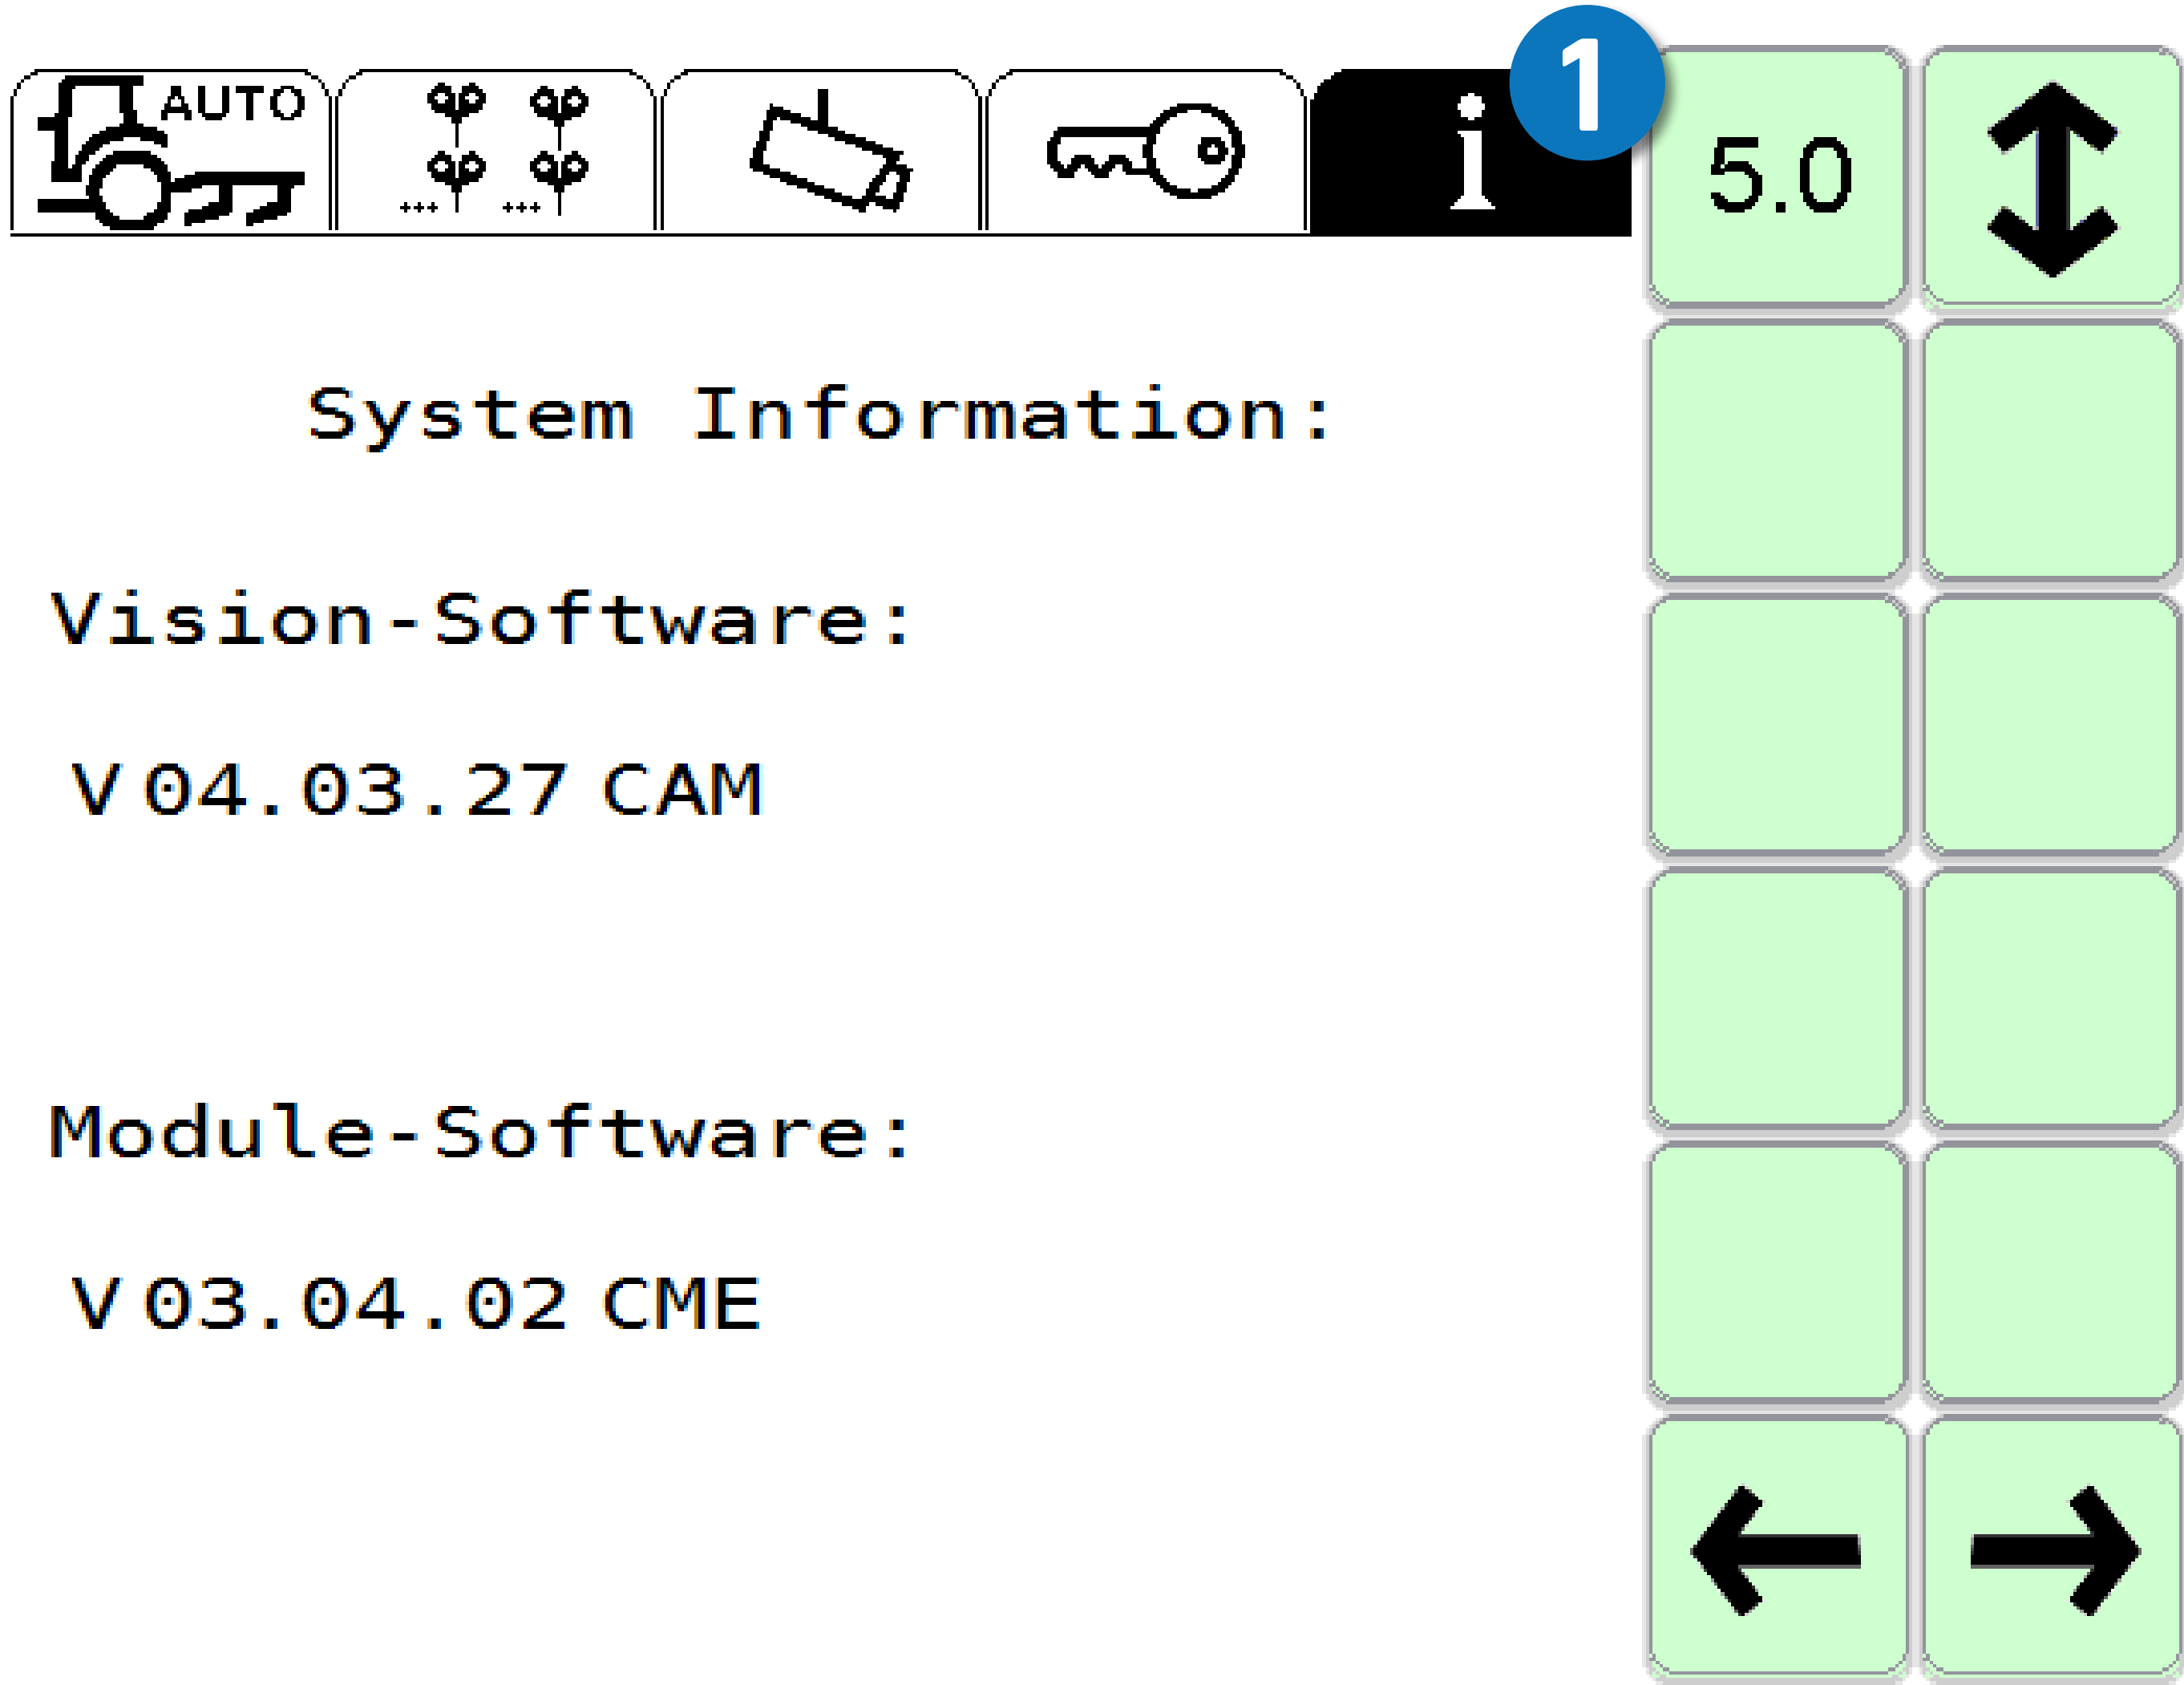 AUTO
i
1
5.0
System Information:
Vision-Software:
V 04.03.27 CAM
Module-Software:
V 03.04.02 CME